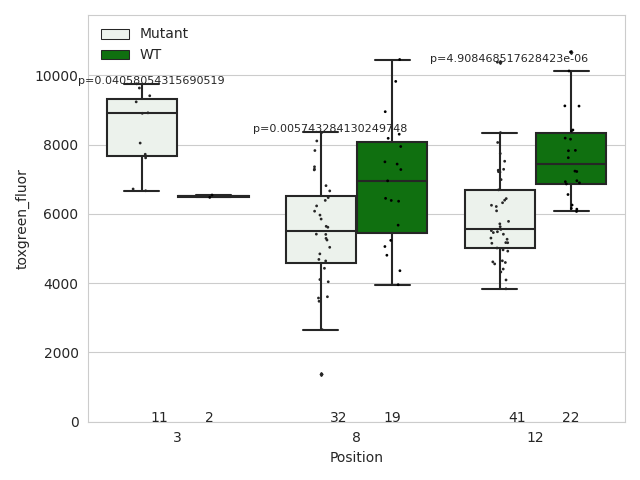 Mutant
WT
p=0.04058054315690519
p=0.005743284130249748
p=4.908468517628423e-06
toxgreen_fluor
10000
8000
6000
4000
2000
0
11 2 32 19 41 22
3 8 12
Position